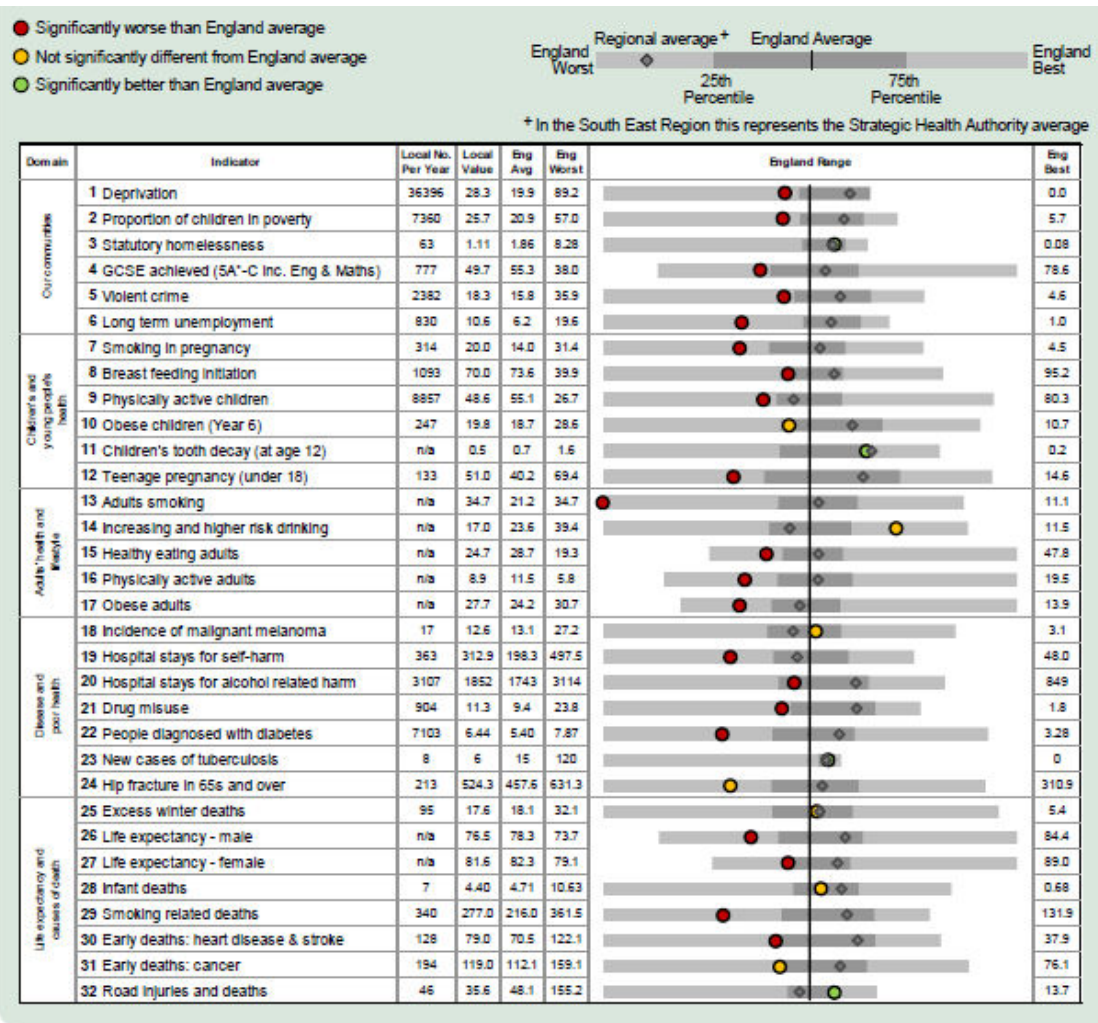 Significantly worse than England average
Not significantly different from England average
Significantly better than England average
Regional average+ England Average
England Worst
England Best
25th Percentile
75th Percentile
+ In the South East Region this represents the Strategic Health Authority average
Domain Indicator Local No. Per Year Local Value Eng Avg Eng Worst England Range Eng Best
Our communities
1 Deprivation 36396 28.3 19.9 89.2 0.0
2 Proportion of children in poverty 7360 25.7 20.9 57.0 5.7
3 Statutory homelessness 63 1.11 1.86 8.28 0.08
4 GCSE achieved (5A*-C inc. Eng & Maths) 777 49.7 55.3 38.0 78.6
5 Violent crime 2382 18.3 15.8 35.9 4.6
6 Long term unemployment 830 10.6 6.2 19.6 1.0
Children's and young people's health
7 Smoking in pregnancy 314 20.0 14.0 31.4 4.5
8 Breast feeding initiation 1093 70.0 73.6 39.9 95.2
9 Physically active children 8857 48.6 55.1 26.7 80.3
10 Obese children (Year 6) 247 19.8 18.7 28.6 10.7
11 Children's tooth decay (at age 12) n/a 0.5 0.7 1.6 0.2
12 Teenage pregnancy (under 18) 133 51.0 40.2 69.4 14.6
Adults' health and lifestyle
13 Adults smoking n/a 34.7 21.2 34.7 11.1
14 Increasing and higher risk drinking n/a 17.0 23.6 39.4 11.5
15 Healthy eating adults n/a 24.7 28.7 19.3 47.8
16 Physically active adults n/a 8.9 11.5 5.8 19.5
17 Obese adults n/a 27.7 24.2 30.7 13.9
Disease and poor health
18 Incidence of malignant melanoma 17 12.6 13.1 27.2 3.1
19 Hospital stays for self-harm 363 312.9 198.3 497.5 48.0
20 Hospital stays for alcohol related harm 3107 1852 1743 3114 849
21 Drug misuse 904 11.3 9.4 23.8 1.8
22 People diagnosed with diabetes 7103 6.44 5.40 7.87 3.28
23 New cases of tuberculosis 8 6 15 120 0
24 Hip fracture in 65s and over 213 524.3 457.6 631.3 310.9
Life expectancy and causes of death
25 Excess winter deaths 95 17.6 18.1 32.1 5.4
26 Life expectancy - male n/a 76.5 78.3 73.7 84.4
27 Life expectancy - female n/a 81.6 82.3 79.1 89.0
28 Infant deaths 7 4.40 4.71 10.63 0.68
29 Smoking related deaths 340 277.0 216.0 361.5 131.9
30 Early deaths: heart disease & stroke 128 79.0 70.5 122.1 37.9
31 Early deaths: cancer 194 119.0 112.1 159.1 76.1
32 Road injuries and deaths 46 35.6 48.1 155.2 13.7